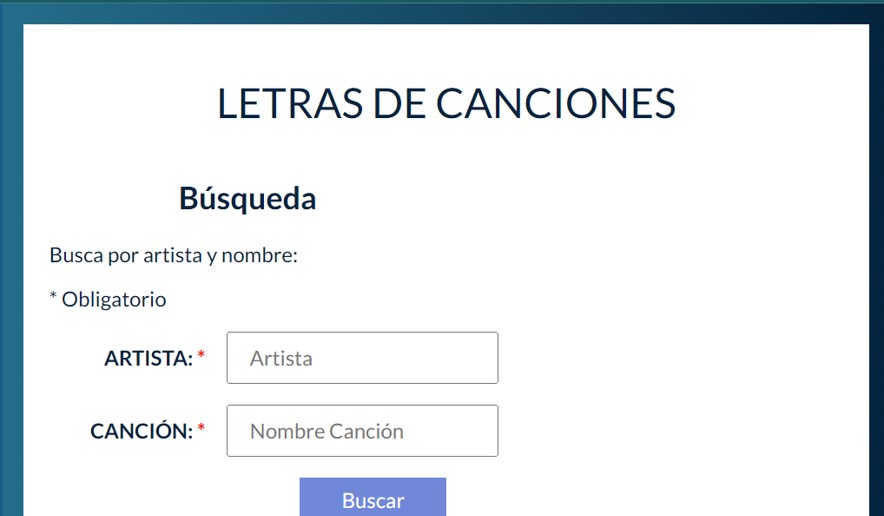 LETRAS DE CANCIONES
Búsqueda
Busca por artista y nombre:
* Obligatorio
ARTISTA: * Artista
CANCIÓN: * Nombre Canción
Buscar